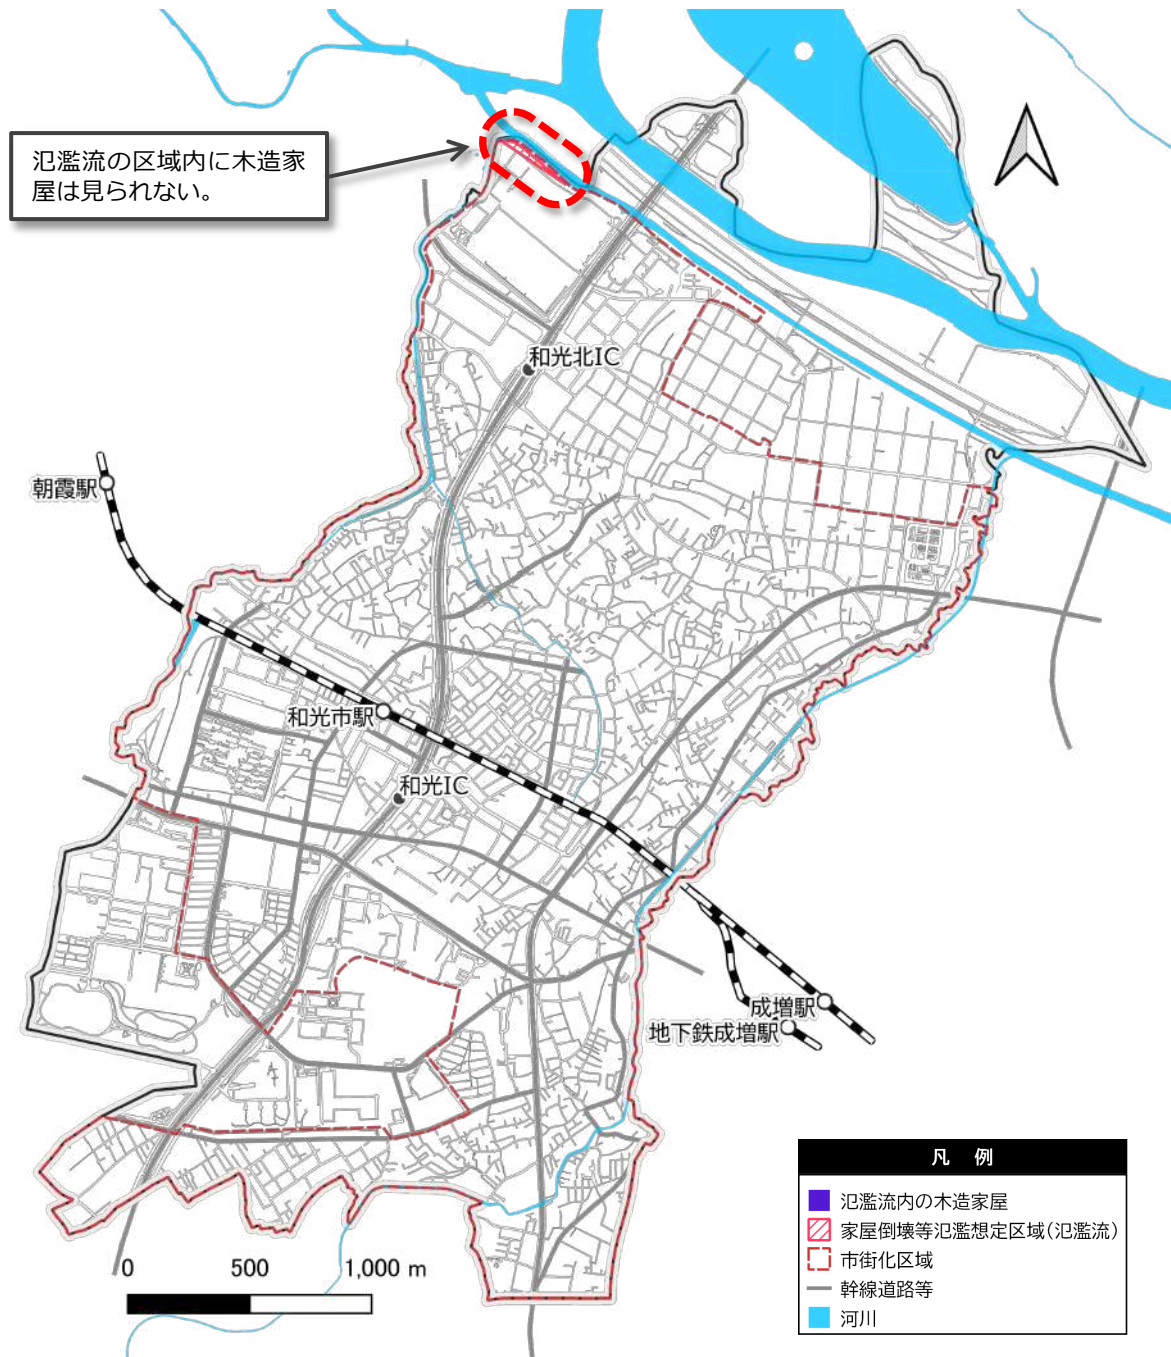 氾濫流の区域内に木造家
屋は見られない。
和光北IC
朝霞駅
和光市駅
和光IC
成増駅
地下鉄成増駅
凡 例
氾濫流内の木造家屋
家屋倒壊等氾濫想定区域(氾濫流)
市街化区域
幹線道路等
河川
0 500 1,000 m